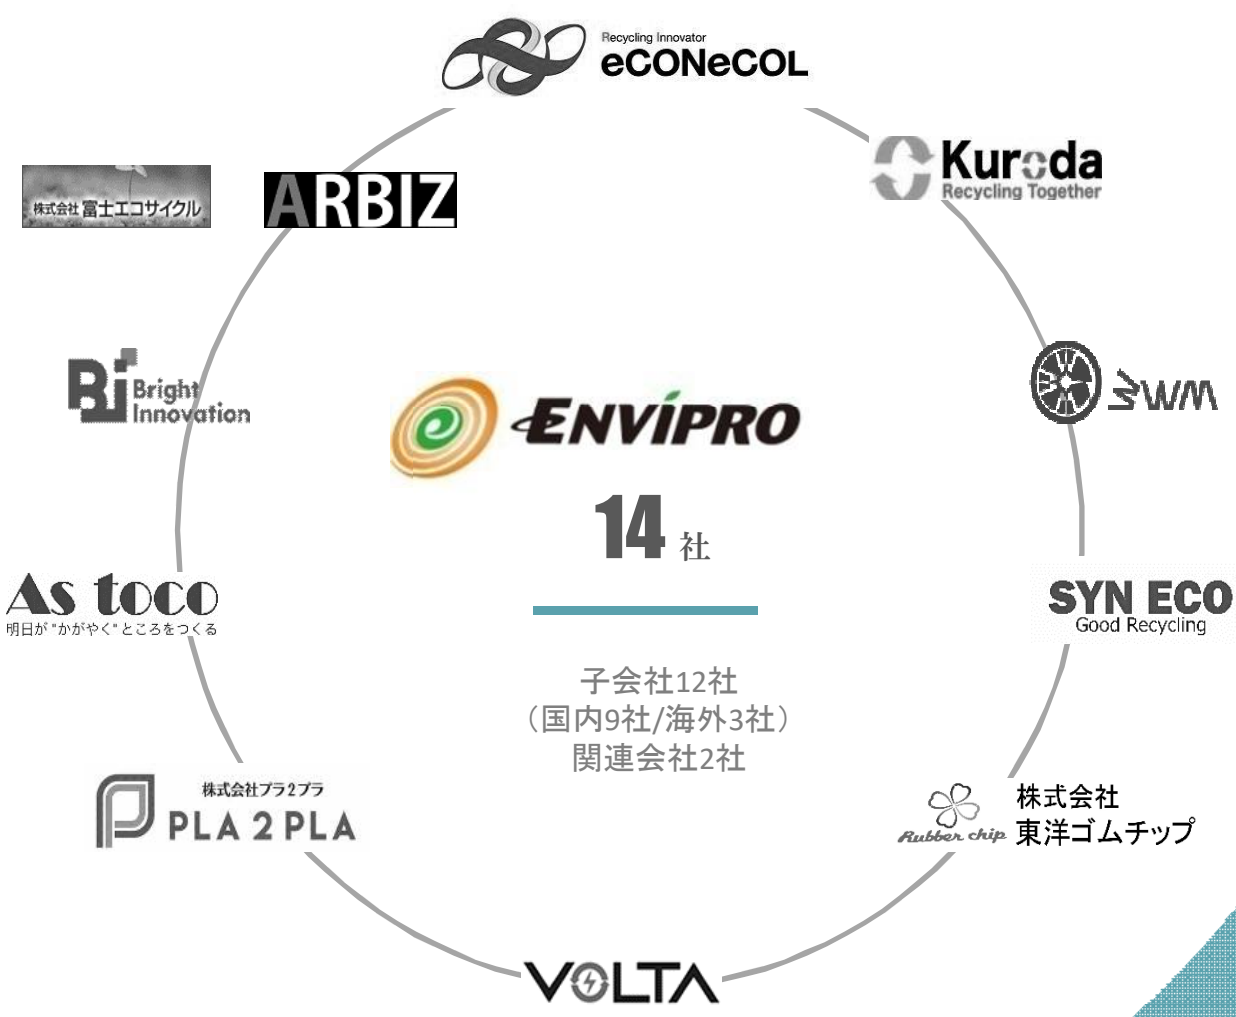 Recycling Innovator
eCONeCOL
Kuroda
Recycling Together
株式会社 富士エコサイクル
ARBIZ
3WM
Bi Bright
Innovation
ENVIPRO
14 社
As toco
明日が "かがやく" ところをつくる
SYN ECO
Good Recycling
子会社12社
（国内9社/海外3社）
関連会社2社
株式会社プラ2プラ
PLA 2 PLA
Rubber chip
株式会社
東洋ゴムチップ
VOLTA